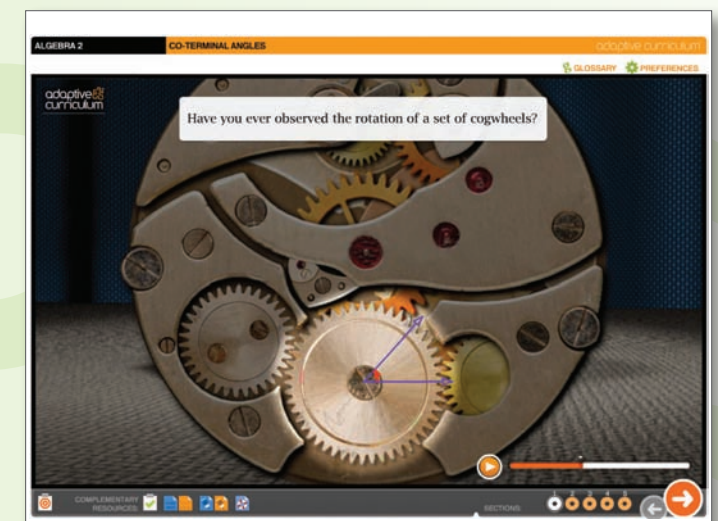 ALGEBRA 2
CO-TERMINAL ANGLES
adaptive curriculum
GLOSSARY
PREFERENCES
adaptive
curriculum
Have you ever observed the rotation of a set of cogwheels?
COMPLEMENTARY
RESOURCES:
SECTIONS:
1 2 3 4 5